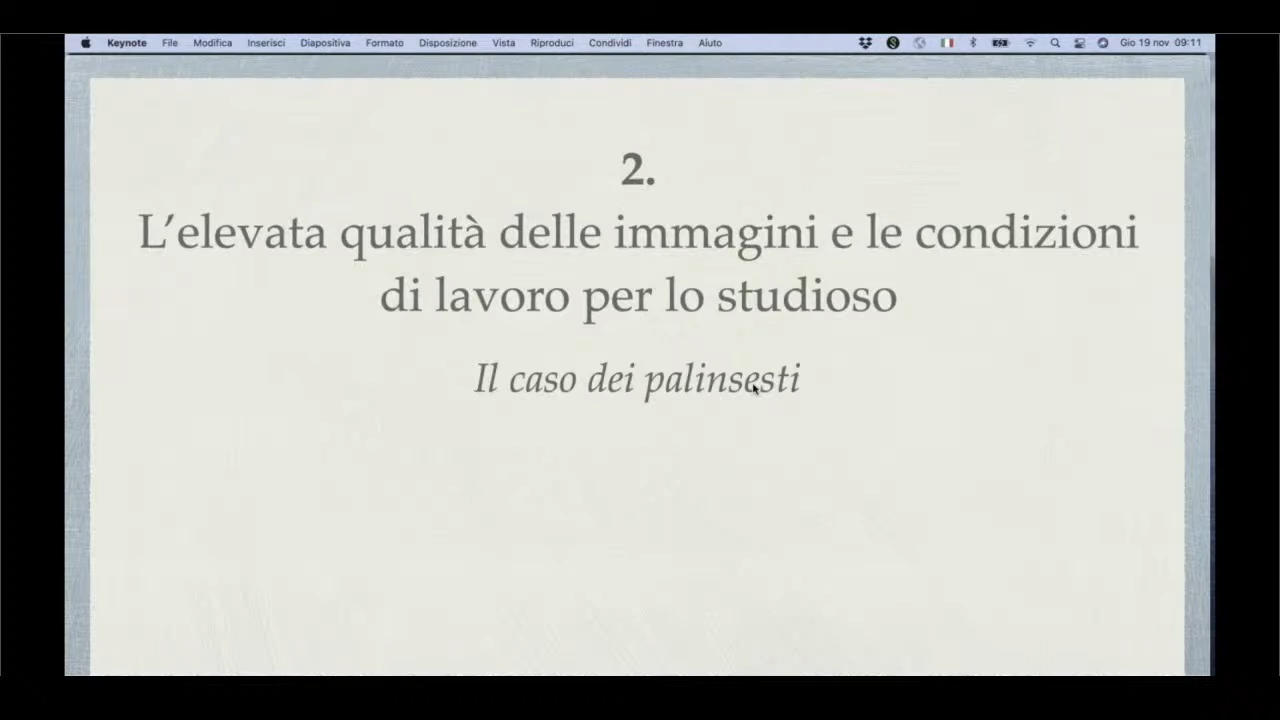 Keynote File Modifica Inserisci Diapositiva Formato Disposizione Vista Riproduci Condividi Finestra Aiuto Gio 19 nov 09:11
2.
L’elevata qualità delle immagini e le condizioni
di lavoro per lo studioso
Il caso dei palinsesti